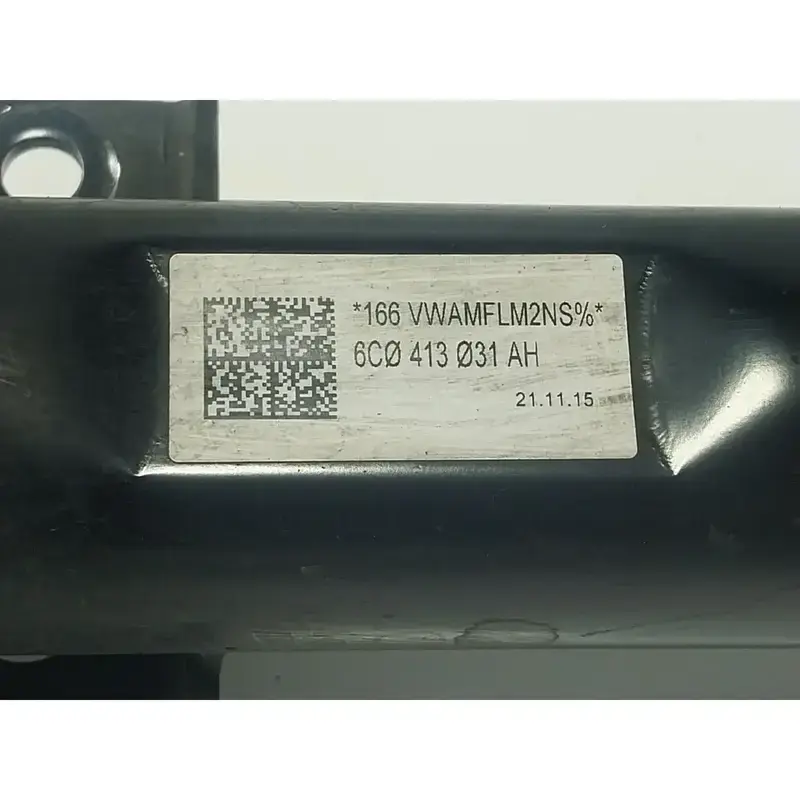 *166 VWAMFLM2NS%*
6CØ 413 Ø31 AH
21.11.15